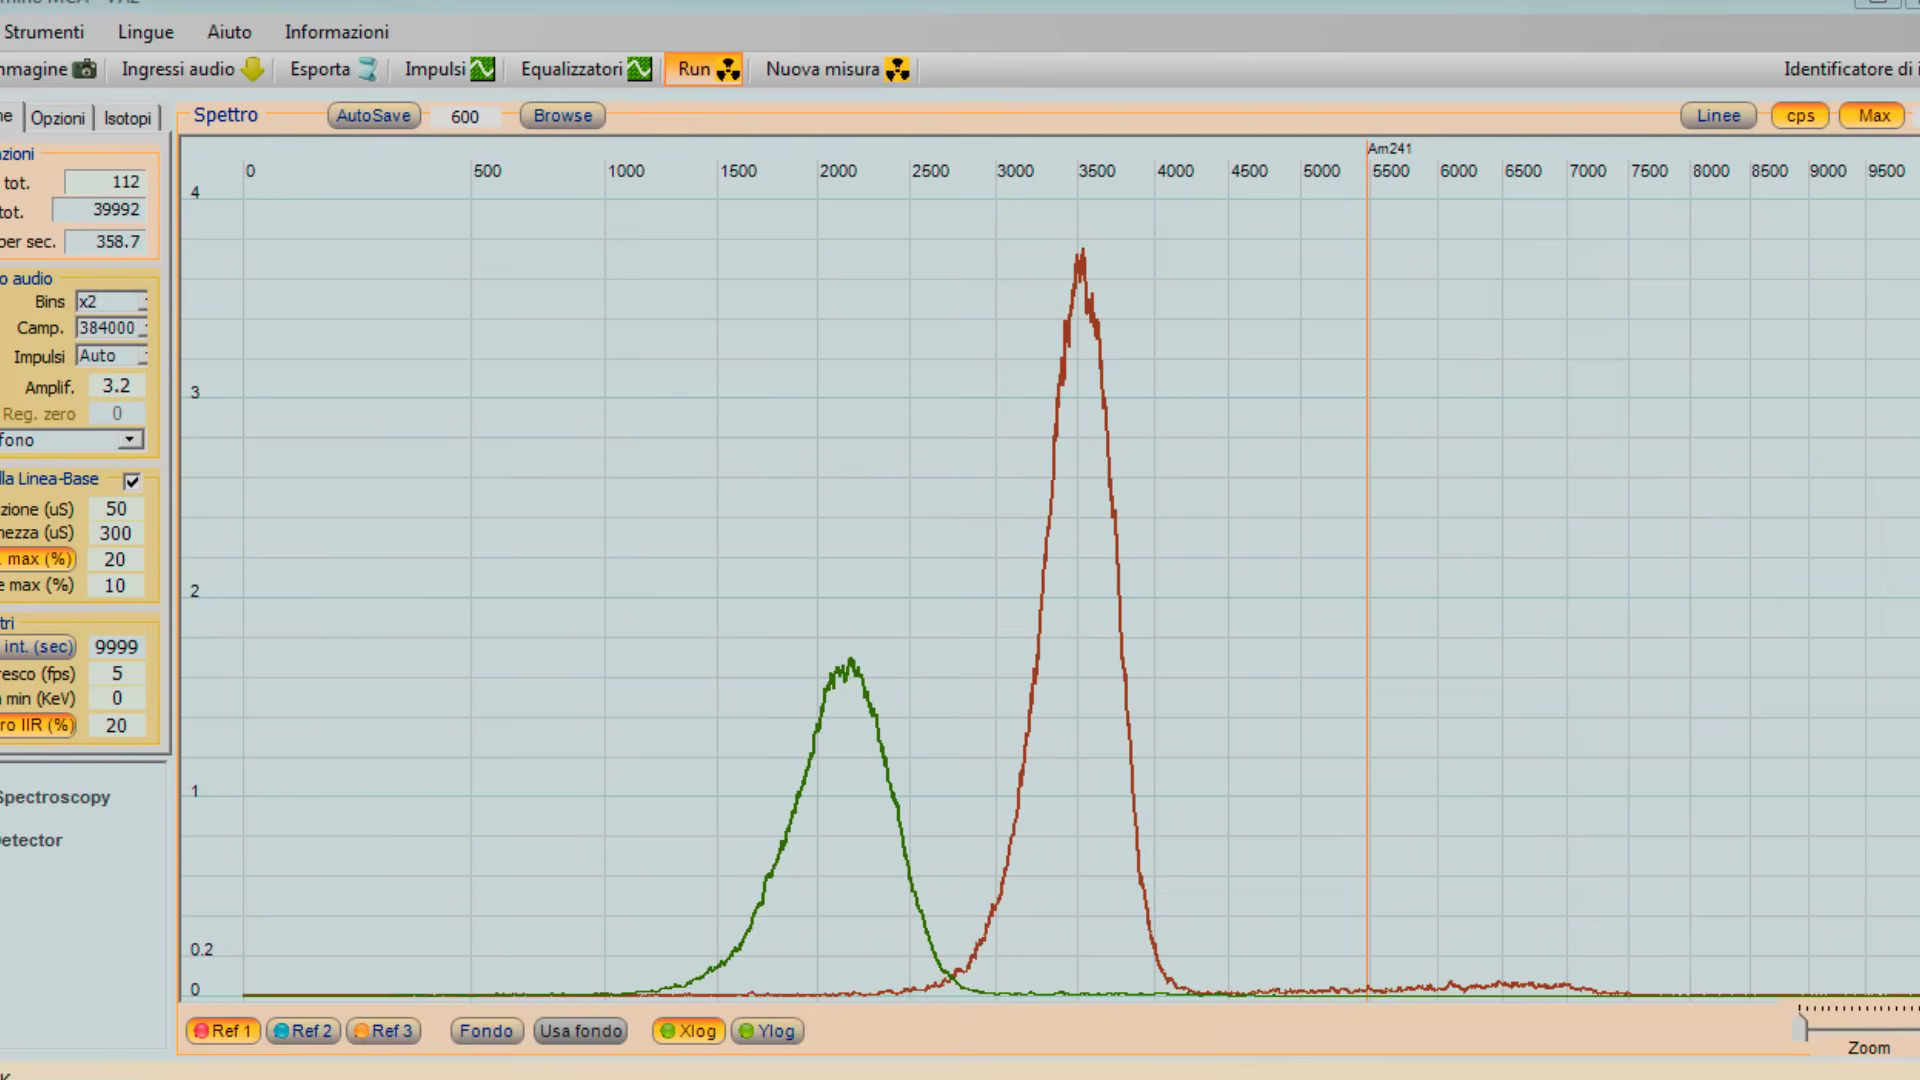 Strumenti Lingue Aiuto Informazioni
Ingressi audio Esporta Impulsi Equalizzatori Run Nuova misura Identificatore di
Opzioni Isotopi Spettro AutoSave 600 Browse Linee cps Max
Am241
0 500 1000 1500 2000 2500 3000 3500 4000 4500 5000 5500 6000 6500 7000 7500 8000 8500 9000 9500
tot. 112
tot. 39992
per sec. 358.7
4
3
2
1
0.2
0
audio
Bins x2
Camp. 384000
Impulsi Auto
Amplif. 3.2
Reg. zero 0
fono
lla Linea-Base
zione (uS) 50
hezza (uS) 300
max (%) 20
e max (%) 10
tri
int. (sec) 9999
resco (fps) 5
min (KeV) 0
ro IIR (%) 20
Spectroscopy
etector
Ref 1 Ref 2 Ref 3 Fondo Usa fondo Xlog Ylog
Zoom